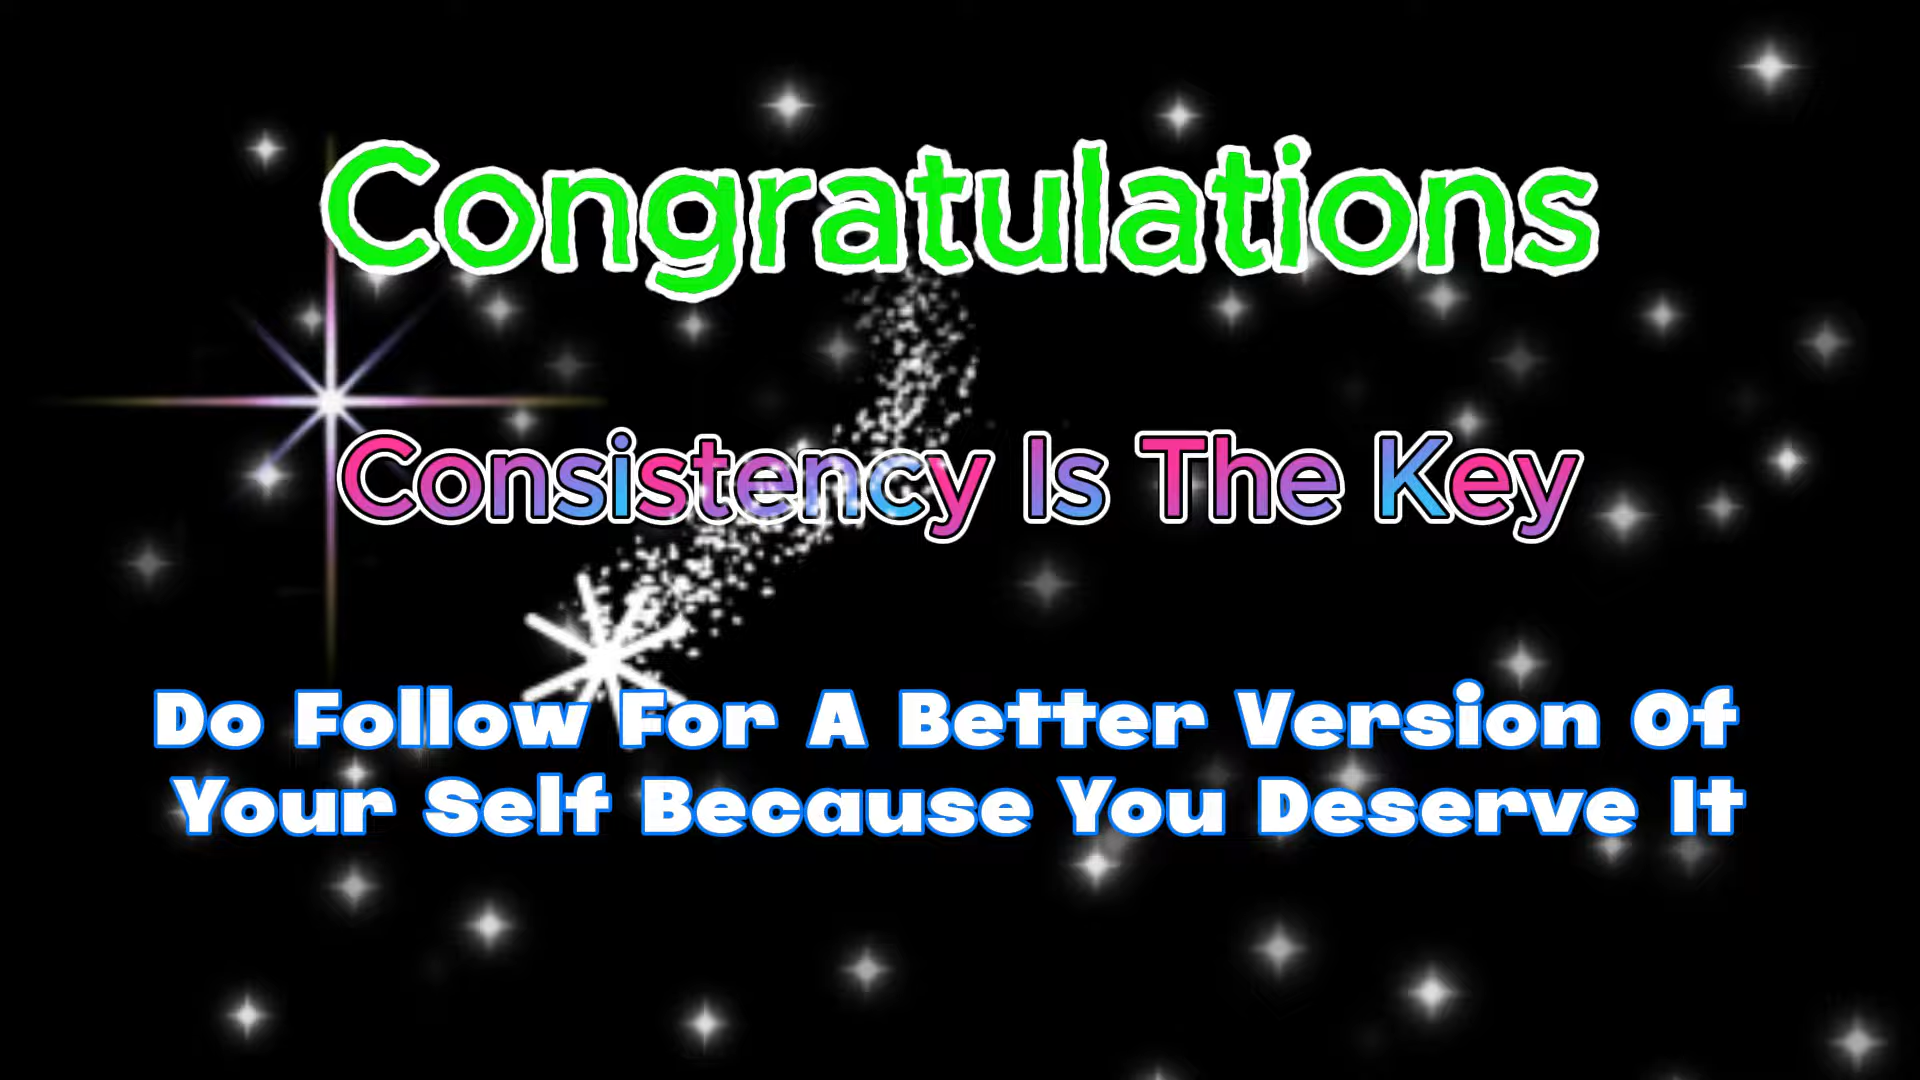 Congratulations
Consistency Is The Key
Do Follow For A Better Version Of
Your Self Because You Deserve It